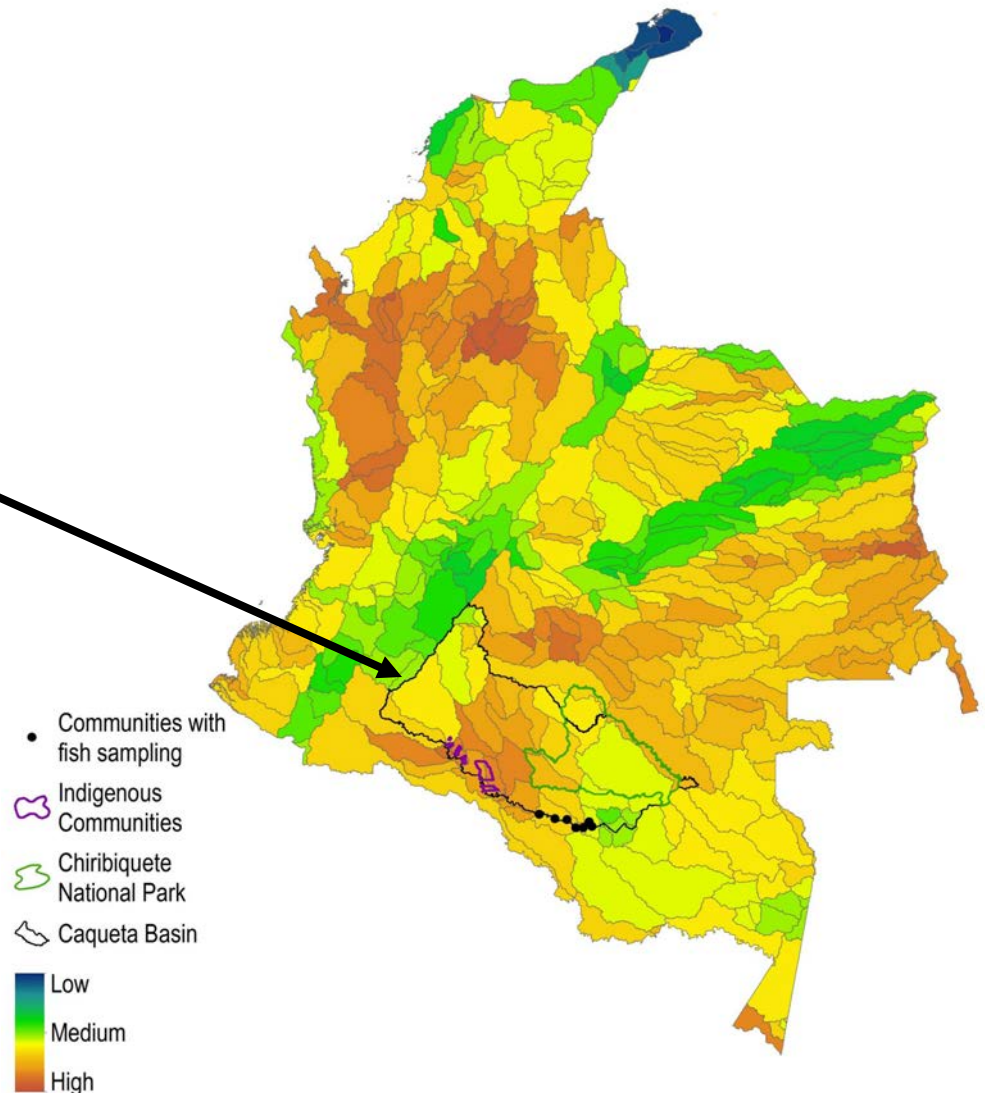 Communities with
fish sampling
Indigenous
Communities
Chiribiquete
National Park
Caqueta Basin
Low
Medium
High